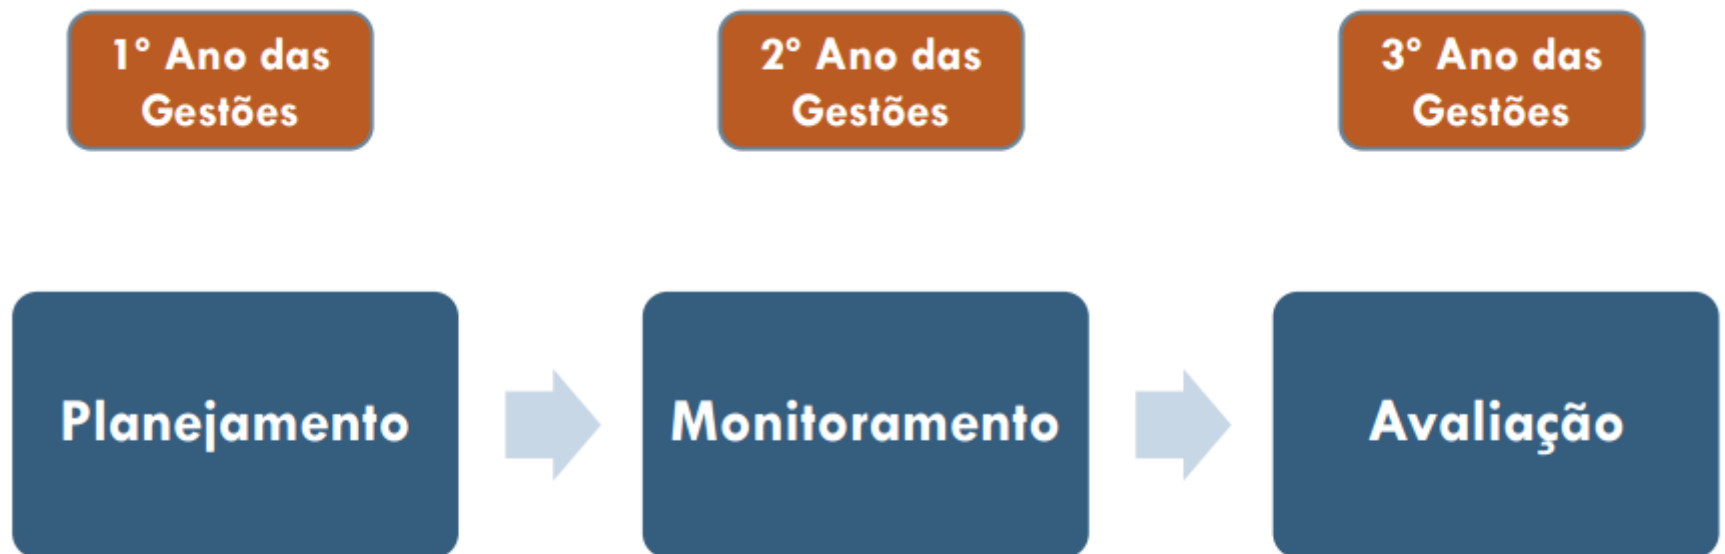 1° Ano das
Gestões
2° Ano das
Gestões
3° Ano das
Gestões
Planejamento
Monitoramento
Avaliação